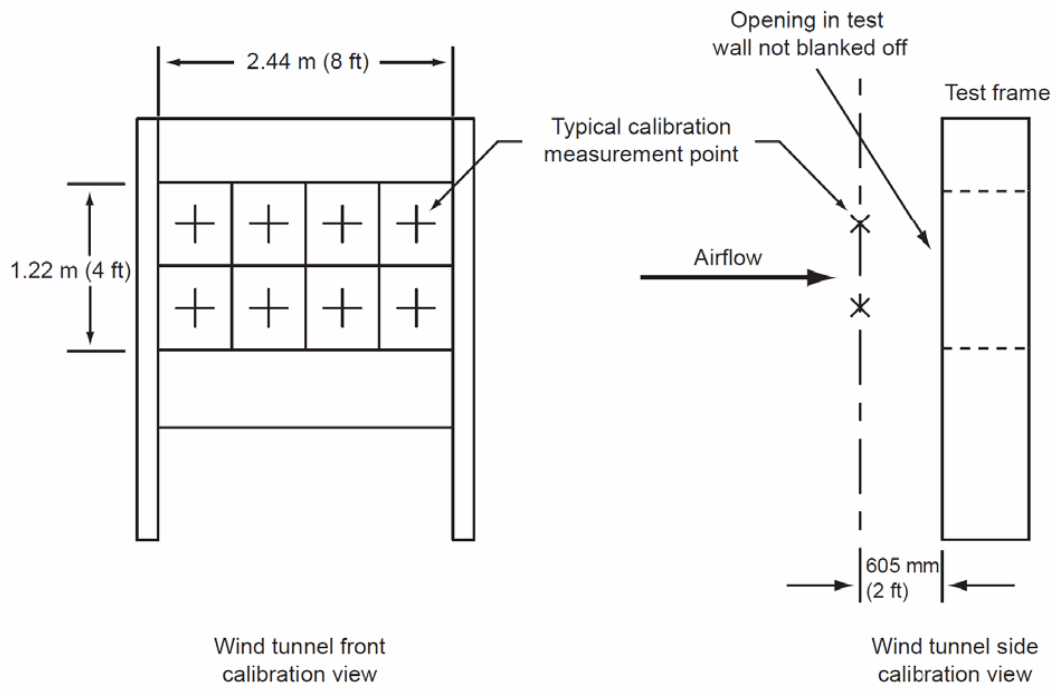 2.44 m (8 ft)
1.22 m (4 ft)
Typical calibration
measurement point
Opening in test
wall not blanked off
Test frame
Airflow
605 mm
(2 ft)
Wind tunnel front
calibration view
Wind tunnel side
calibration view